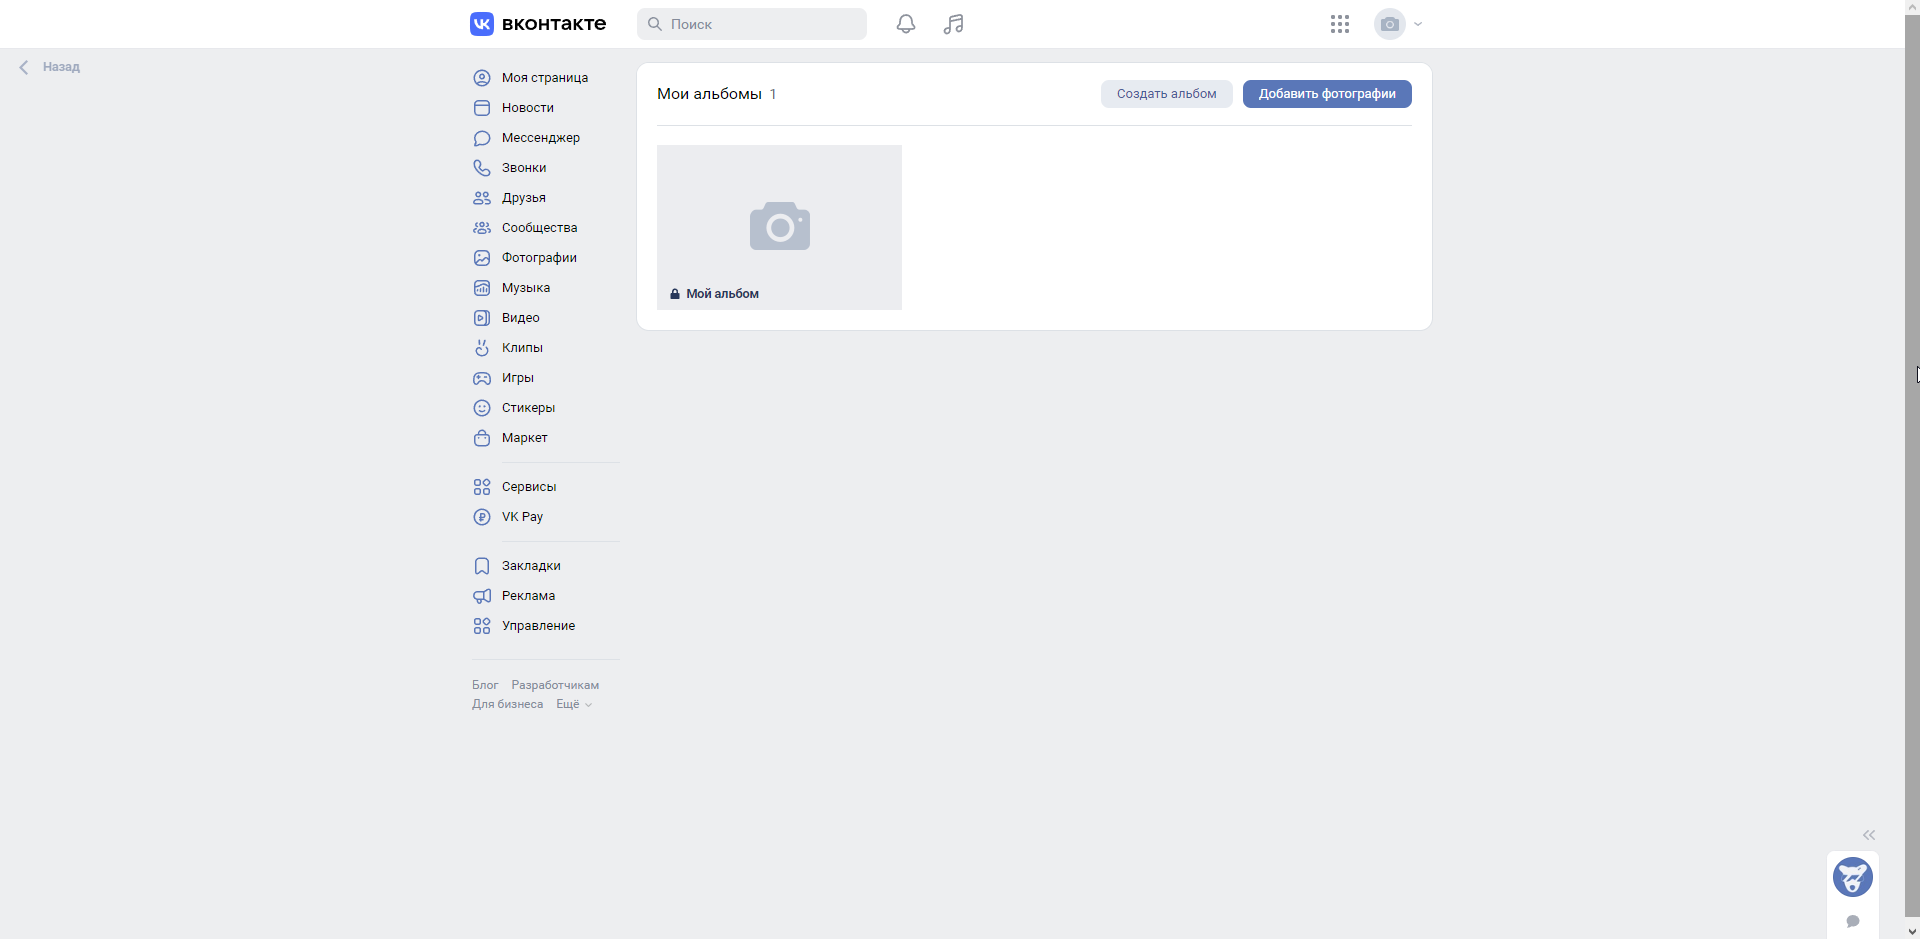 вконтакте
Поиск
Назад
Моя страница
Новости
Мессенджер
Звонки
Друзья
Сообщества
Фотографии
Музыка
Видео
Клипы
Игры
Стикеры
Маркет
Сервисы
VK Pay
Закладки
Реклама
Управление
Блог Разработчикам
Для бизнеса Ещё
Мои альбомы 1
Создать альбом
Добавить фотографии
Мой альбом